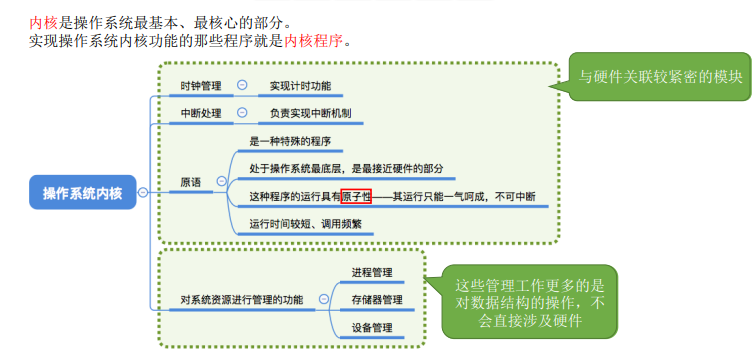 内核是操作系统最基本、最核心的部分。
实现操作系统内核功能的那些程序就是内核程序。
与硬件关联较紧密的模块
时钟管理
实现计时功能
中断处理
负责实现中断机制
是一种特殊的程序
处于操作系统最底层，是最接近硬件的部分
原语
操作系统内核
这种程序的运行具有原子性——其运行只能一气呵成，不可中断
运行时间较短、调用频繁
进程管理
对系统资源进行管理的功能
存储器管理
设备管理
这些管理工作更多的是
对数据结构的操作，不
会直接涉及硬件